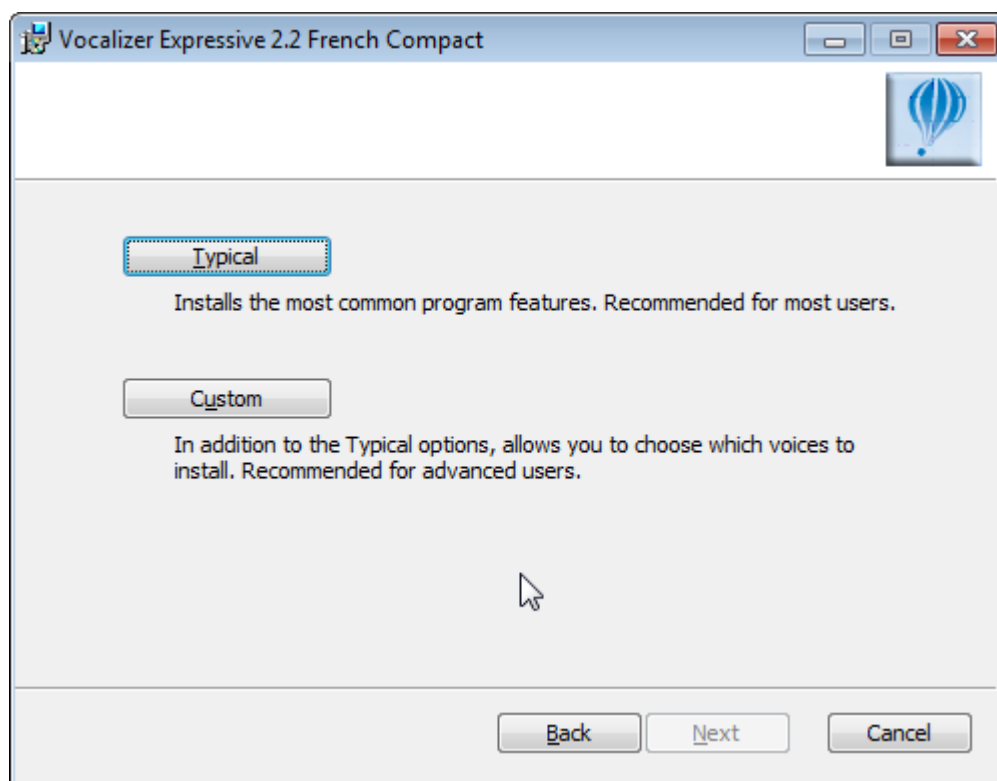 Vocalizer Expressive 2.2 French Compact
Typical
Installs the most common program features. Recommended for most users.
Custom
In addition to the Typical options, allows you to choose which voices to
install. Recommended for advanced users.
Back Next Cancel